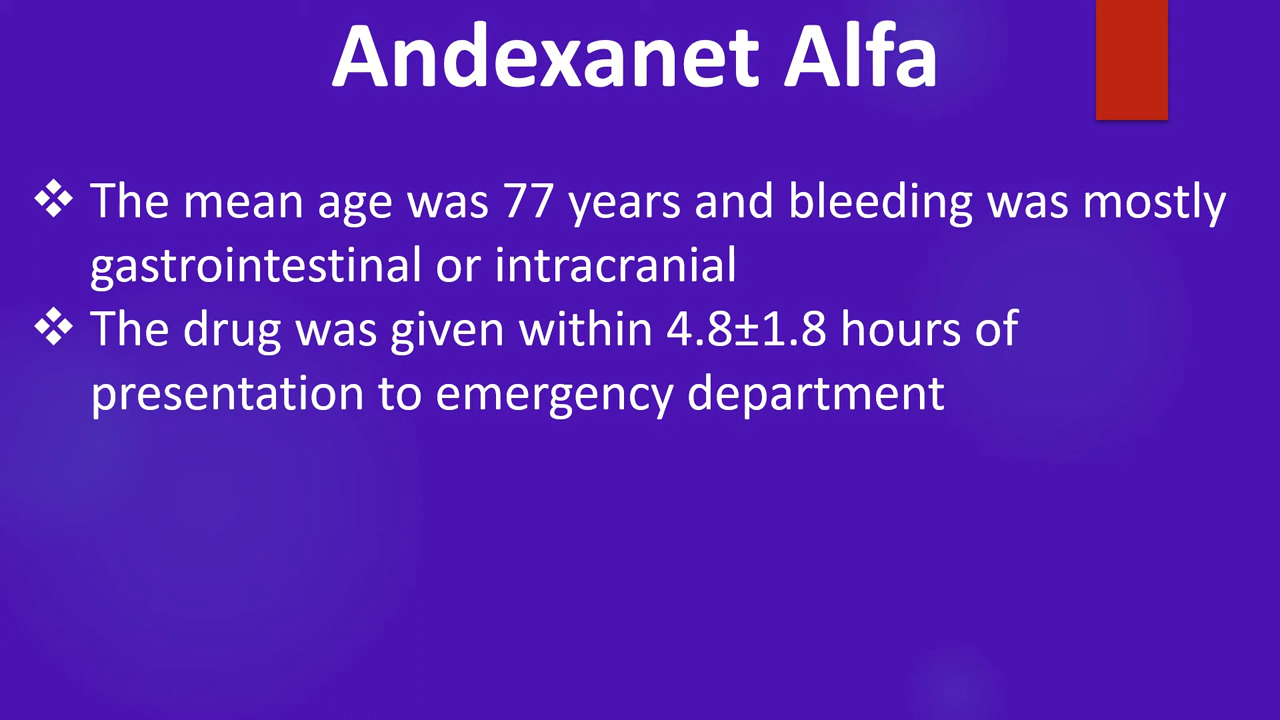 Andexanet Alfa
❖ The mean age was 77 years and bleeding was mostly
gastrointestinal or intracranial
❖ The drug was given within 4.8±1.8 hours of
presentation to emergency department